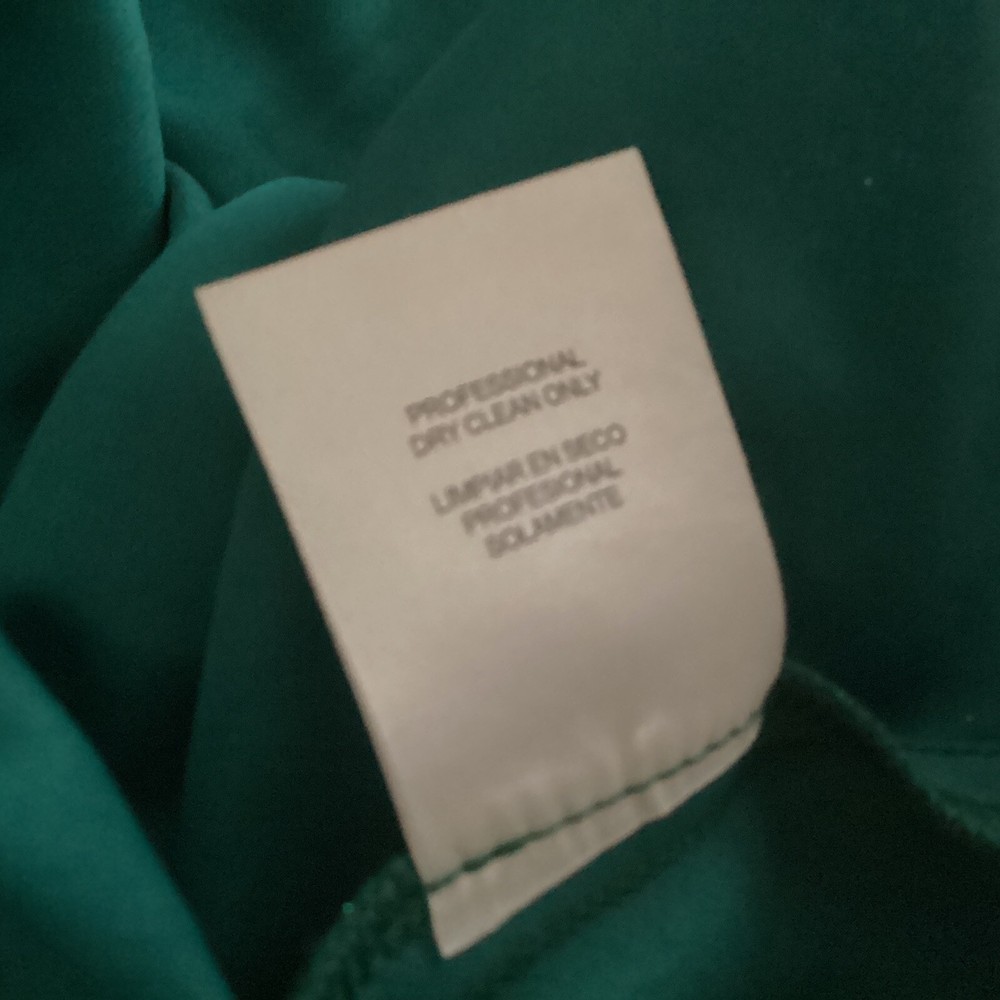 PROFESSIONAL
DRY CLEAN ONLY
LIMPIAR EN SECO
PROFESIONAL
SOLAMENTE